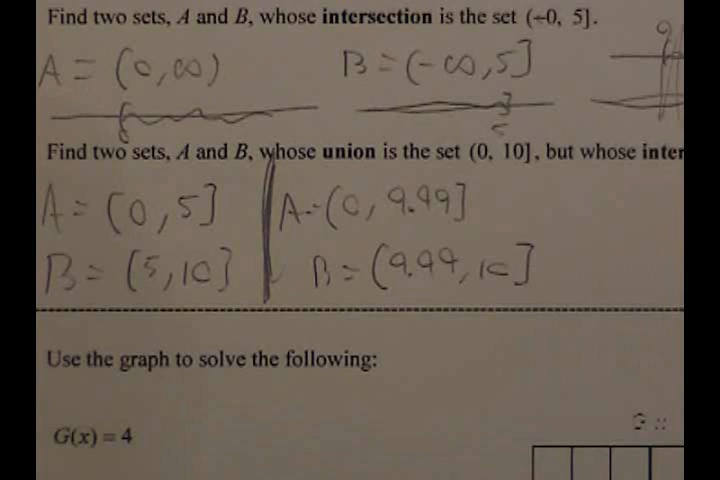 Find two sets, A and B, whose intersection is the set (-0, 5].
A = (0, ∞) B = (-∞, 5]
0 5
Find two sets, A and B, whose union is the set (0, 10], but whose inter
A = (0, 5] A = (0, 9.99]
B = (5, 10] B = (9.99, 10]
Use the graph to solve the following:
G(x) = 4